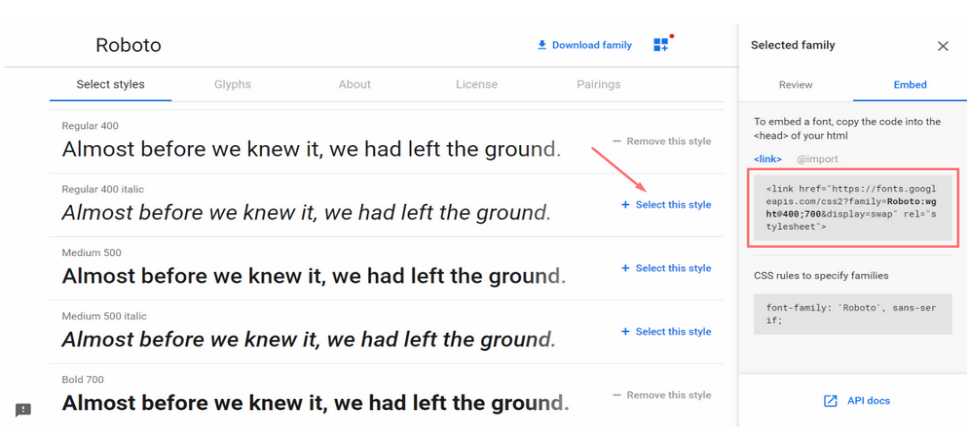 Roboto
Download family
Select styles
Glyphs
About
License
Pairings
Regular 400
Almost before we knew it, we had left the ground.
— Remove this style
Regular 400 italic
Almost before we knew it, we had left the ground.
+ Select this style
Medium 500
Almost before we knew it, we had left the ground.
+ Select this style
Medium 500 italic
Almost before we knew it, we had left the ground.
+ Select this style
Bold 700
Almost before we knew it, we had left the ground.
— Remove this style
Selected family
Review
Embed
To embed a font, copy the code into the
<head> of your html
<link>
@import
<link href="https://fonts.googl
eapis.com/css2?family=Roboto:wg
ht@400;700&display=swap" rel="s
tylesheet">
CSS rules to specify families
font-family: 'Roboto', sans-ser
if;
API docs